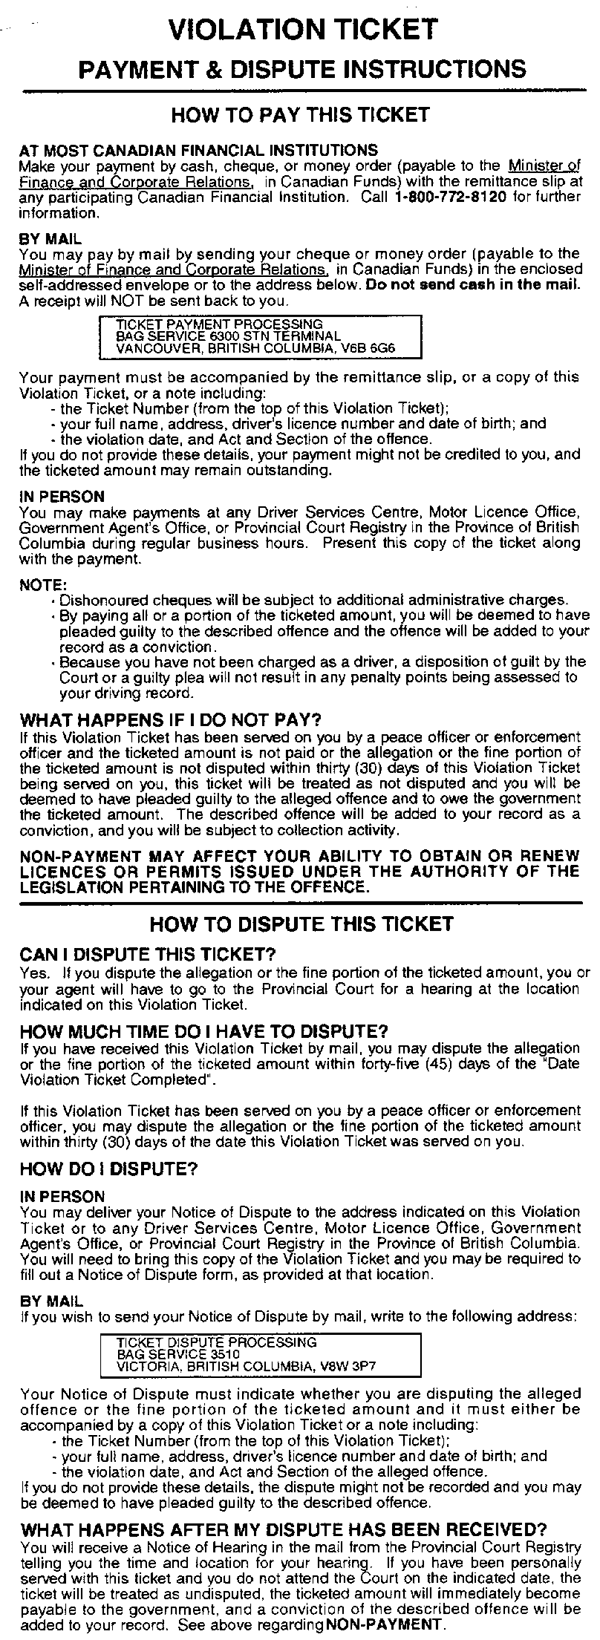 VIOLATION TICKET
PAYMENT & DISPUTE INSTRUCTIONS
HOW TO PAY THIS TICKET
AT MOST CANADIAN FINANCIAL INSTITUTIONS
Make your payment by cash, cheque, or money order (payable to the Minister of
Finance and Corporate Relations, in Canadian Funds) with the remittance slip at
any participating Canadian Financial Institution. Call 1-800-772-8120 for further
information.
BY MAIL
You may pay by mail by sending your cheque or money order (payable to the
Minister of Finance and Corporate Relations, in Canadian Funds) in the enclosed
self-addressed envelope or to the address below. Do not send cash in the mail.
A receipt will NOT be sent back to you.
TICKET PAYMENT PROCESSING
BAG SERVICE 6300 STN TERMINAL
VANCOUVER, BRITISH COLUMBIA, V6B 6G6
Your payment must be accompanied by the remittance slip, or a copy of this
Violation Ticket, or a note including:
- the Ticket Number (from the top of this Violation Ticket);
- your full name, address, driver's licence number and date of birth; and
- the violation date, and Act and Section of the offence.
If you do not provide these details, your payment might not be credited to you, and
the ticketed amount may remain outstanding.
IN PERSON
You may make payments at any Driver Services Centre, Motor Licence Office,
Government Agent's Office, or Provincial Court Registry in the Province of British
Columbia during regular business hours. Present this copy of the ticket along
with the payment.
NOTE:
· Dishonoured cheques will be subject to additional administrative charges.
· By paying all or a portion of the ticketed amount, you will be deemed to have
pleaded guilty to the described offence and the offence will be added to your
record as a conviction.
· Because you have not been charged as a driver, a disposition of guilt by the
Court or a guilty plea will not result in any penalty points being assessed to
your driving record.
WHAT HAPPENS IF I DO NOT PAY?
If this Violation Ticket has been served on you by a peace officer or enforcement
officer and the ticketed amount is not paid or the allegation or the fine portion of
the ticketed amount is not disputed within thirty (30) days of this Violation Ticket
being served on you, this ticket will be treated as not disputed and you will be
deemed to have pleaded guilty to the alleged offence and to owe the government
the ticketed amount. The described offence will be added to your record as a
conviction, and you will be subject to collection activity.
NON-PAYMENT MAY AFFECT YOUR ABILITY TO OBTAIN OR RENEW
LICENCES OR PERMITS ISSUED UNDER THE AUTHORITY OF THE
LEGISLATION PERTAINING TO THE OFFENCE.
HOW TO DISPUTE THIS TICKET
CAN I DISPUTE THIS TICKET?
Yes. If you dispute the allegation or the fine portion of the ticketed amount, you or
your agent will have to go to the Provincial Court for a hearing at the location
indicated on this Violation Ticket.
HOW MUCH TIME DO I HAVE TO DISPUTE?
If you have received this Violation Ticket by mail, you may dispute the allegation
or the fine portion of the ticketed amount within forty-five (45) days of the "Date
Violation Ticket Completed".
If this Violation Ticket has been served on you by a peace officer or enforcement
officer, you may dispute the allegation or the fine portion of the ticketed amount
within thirty (30) days of the date this Violation Ticket was served on you.
HOW DO I DISPUTE?
IN PERSON
You may deliver your Notice of Dispute to the address indicated on this Violation
Ticket or to any Driver Services Centre, Motor Licence Office, Government
Agent's Office, or Provincial Court Registry in the Province of British Columbia.
You will need to bring this copy of the Violation Ticket and you may be required to
fill out a Notice of Dispute form, as provided at that location.
BY MAIL
If you wish to send your Notice of Dispute by mail, write to the following address:
TICKET DISPUTE PROCESSING
BAG SERVICE 3510
VICTORIA, BRITISH COLUMBIA, V8W 3P7
Your Notice of Dispute must indicate whether you are disputing the alleged
offence or the fine portion of the ticketed amount and it must either be
accompanied by a copy of this Violation Ticket or a note including:
- the Ticket Number (from the top of this Violation Ticket);
- your full name, address, driver's licence number and date of birth; and
- the violation date, and Act and Section of the alleged offence.
If you do not provide these details, the dispute might not be recorded and you may
be deemed to have pleaded guilty to the described offence.
WHAT HAPPENS AFTER MY DISPUTE HAS BEEN RECEIVED?
You will receive a Notice of Hearing in the mail from the Provincial Court Registry
telling you the time and location for your hearing. If you have been personally
served with this ticket and you do not attend the Court on the indicated date, the
ticket will be treated as undisputed, the ticketed amount will immediately become
payable to the government, and a conviction of the described offence will be
added to your record. See above regarding NON-PAYMENT.